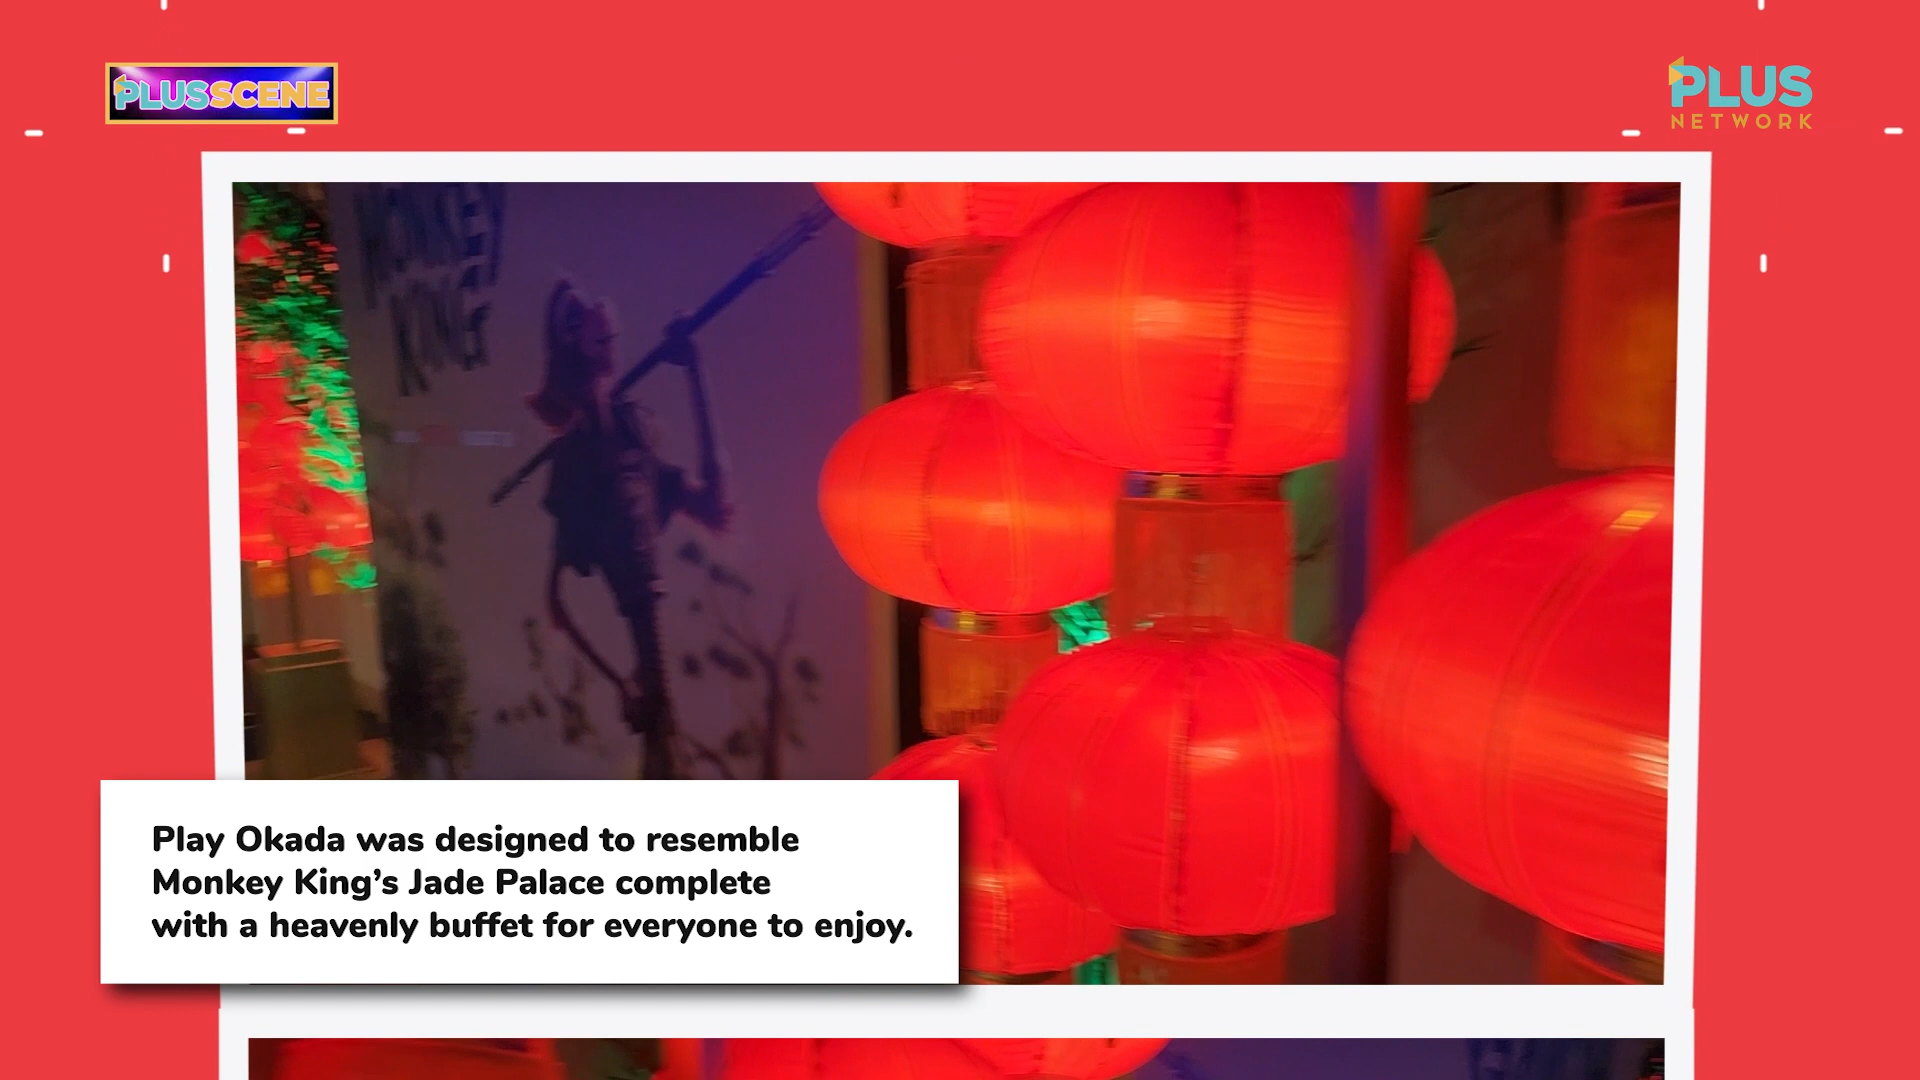 PLUSSCENE
PLUS
NETWORK
MONKEY
KING
Play Okada was designed to resemble
Monkey King’s Jade Palace complete
with a heavenly buffet for everyone to enjoy.